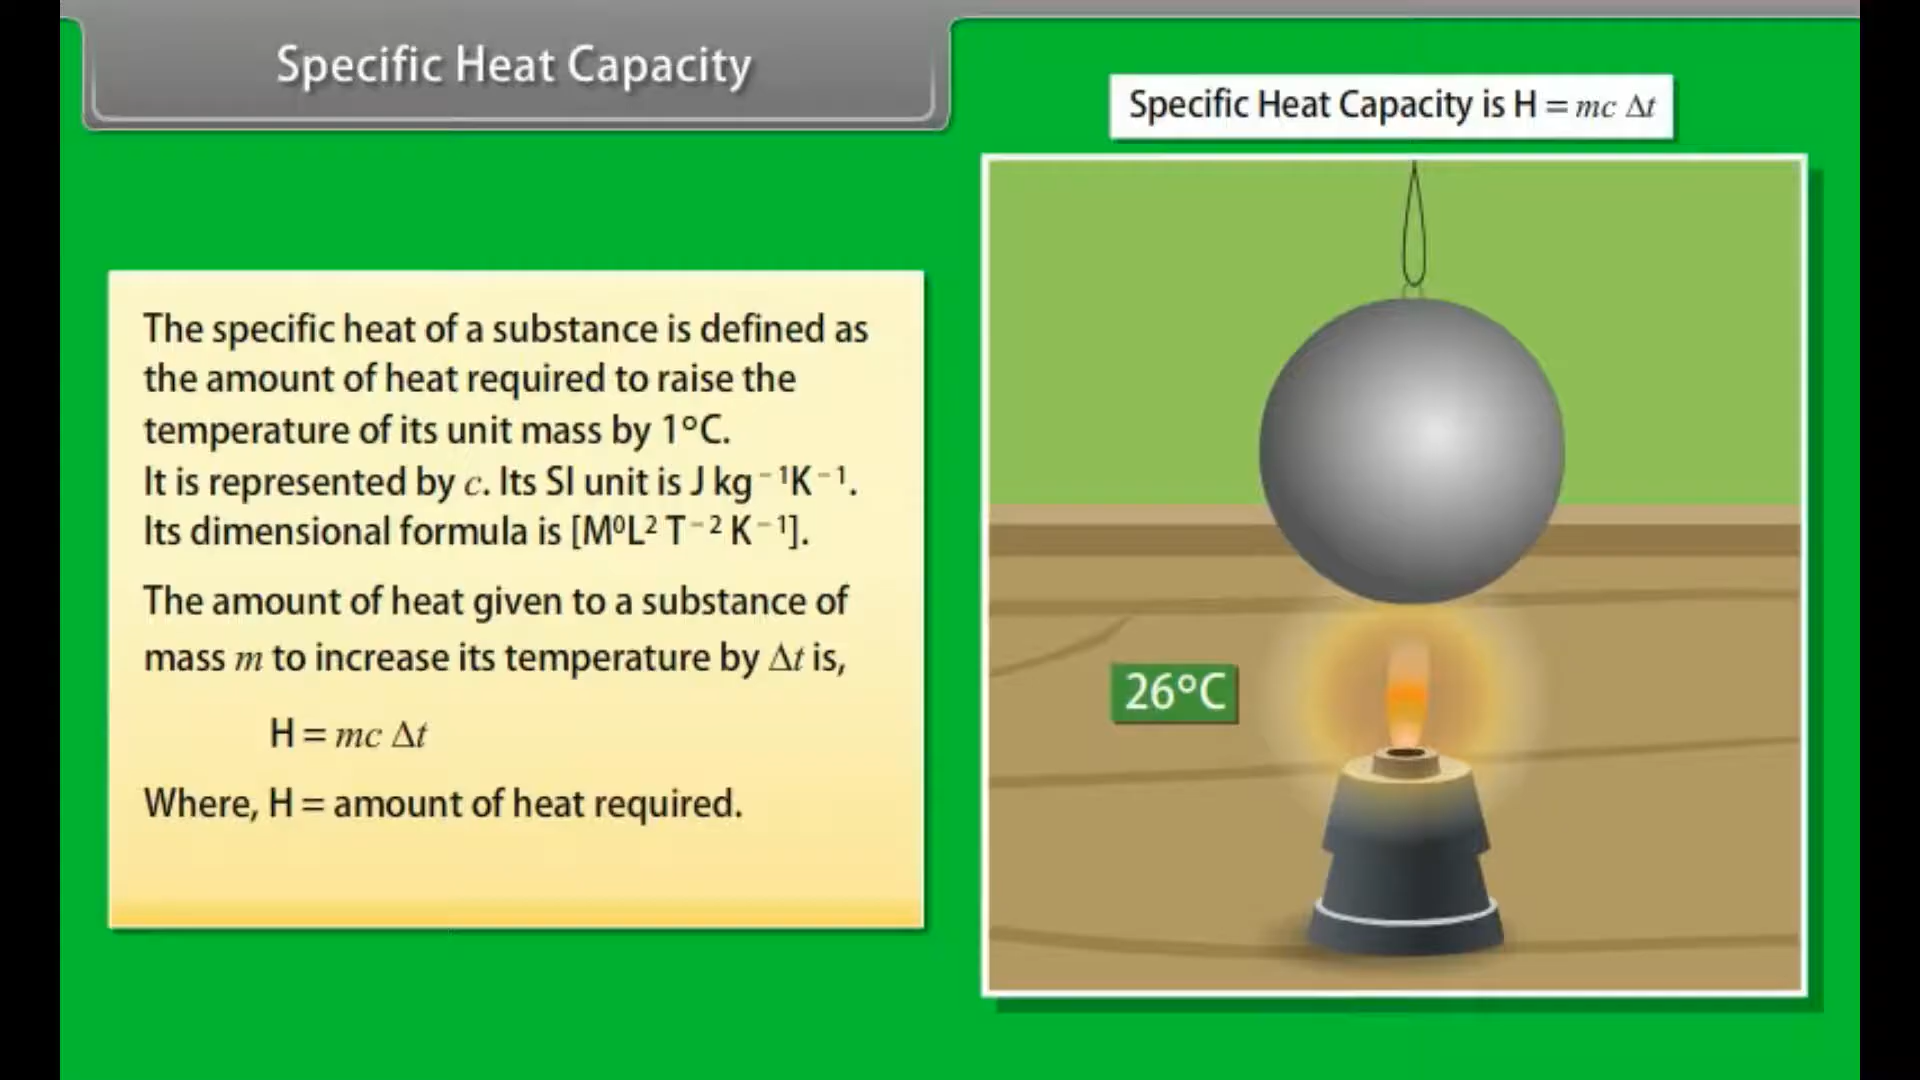 Specific Heat Capacity
Specific Heat Capacity is H = mc Δt
The specific heat of a substance is defined as
the amount of heat required to raise the
temperature of its unit mass by 1°C.
It is represented by c. Its SI unit is J kg⁻¹K⁻¹.
Its dimensional formula is [M⁰L² T⁻² K⁻¹].
The amount of heat given to a substance of
mass m to increase its temperature by Δt is,
H = mc Δt
Where, H = amount of heat required.
26°C